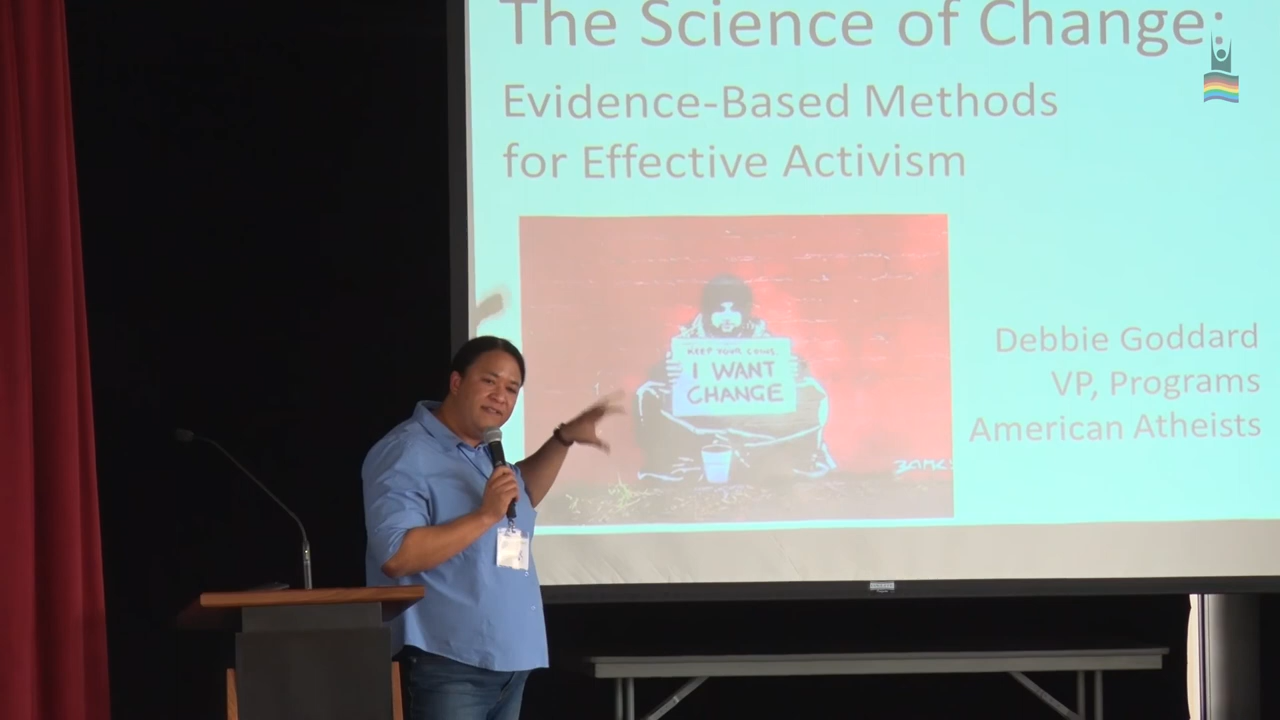 The Science of Change:
Evidence-Based Methods
for Effective Activism
KEEP YOUR COINS,
I WANT
CHANGE
Debbie Goddard
VP, Programs
American Atheists